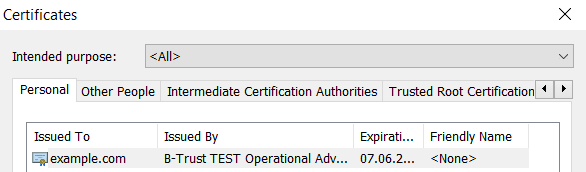 Certificates
Intended purpose: <All>
Personal Other People Intermediate Certification Authorities Trusted Root Certification
Issued To Issued By Expirati... Friendly Name
example.com B-Trust TEST Operational Adv... 07.06.2... <None>